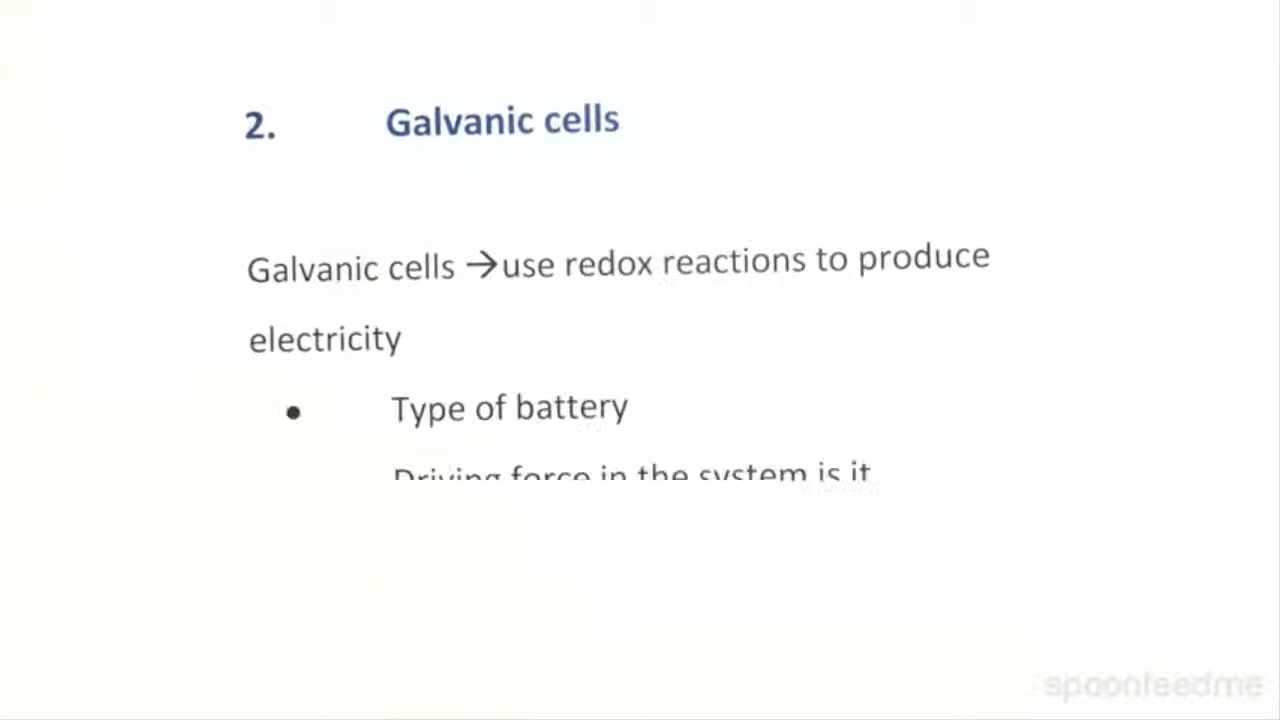 2. Galvanic cells
Galvanic cells →use redox reactions to produce
electricity
• Type of battery
Driving force in the system is it
spoonfeedme